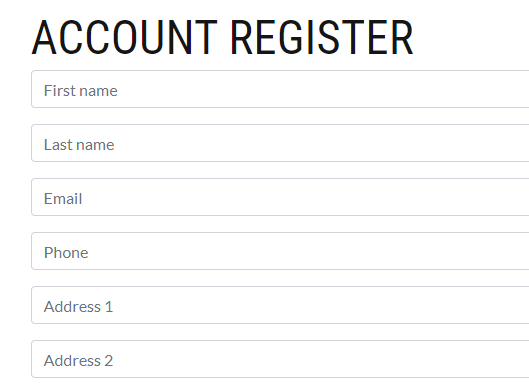 ACCOUNT REGISTER
First name
Last name
Email
Phone
Address 1
Address 2